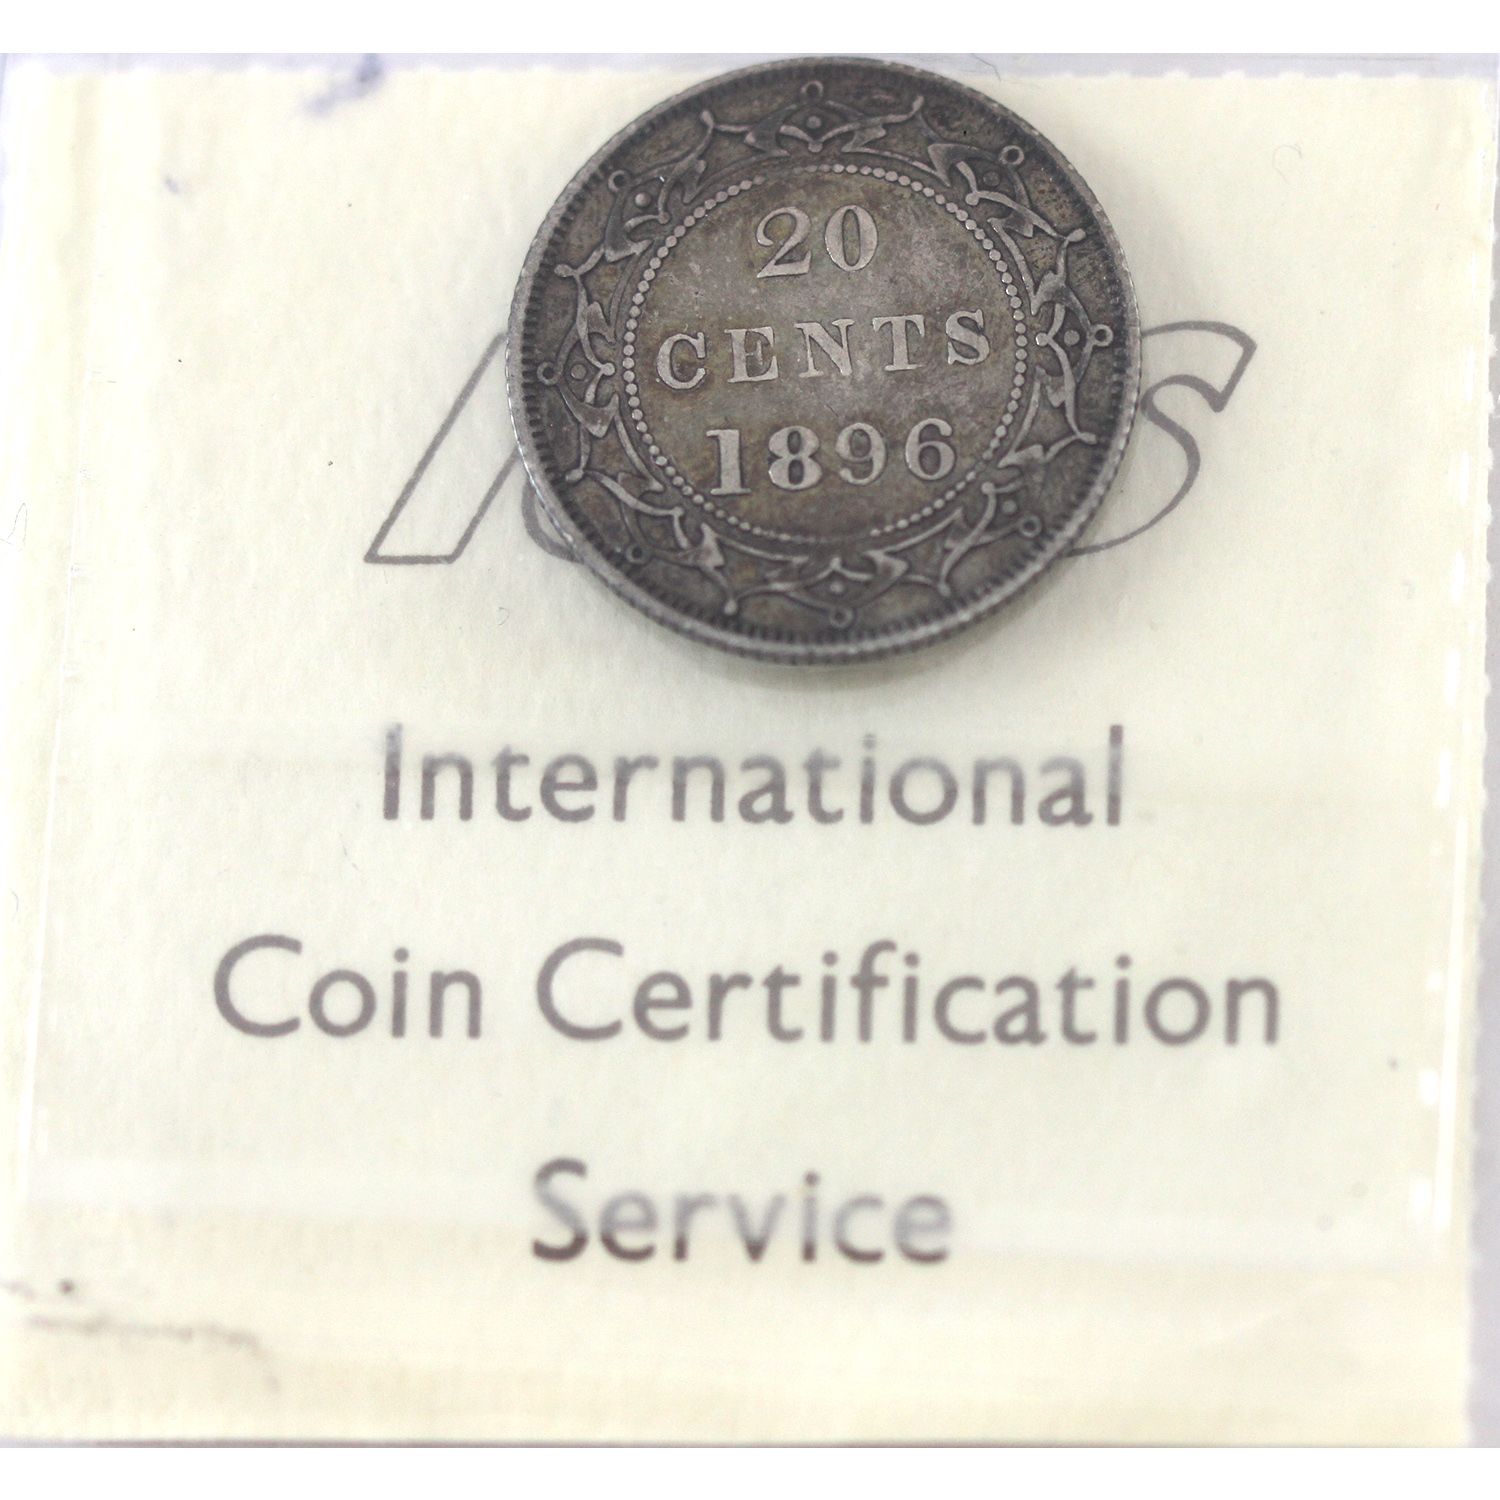 20
CENTS
1896
International
Coin Certification
Service